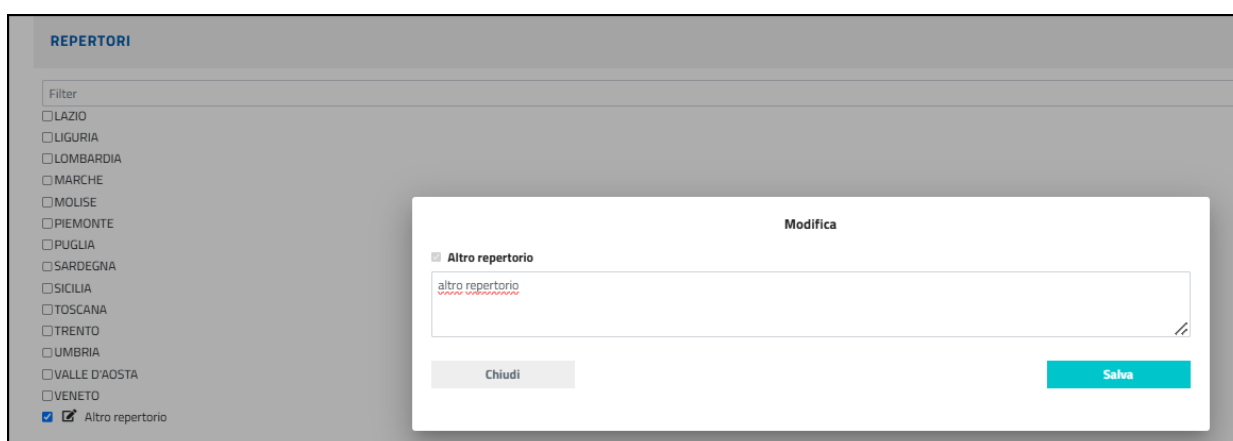 REPERTORI
Filter
LAZIO
LIGURIA
LOMBARDIA
MARCHE
MOLISE
PIEMONTE
PUGLIA
SARDEGNA
SICILIA
TOSCANA
TRENTO
UMBRIA
VALLE D'AOSTA
VENETO
Altro repertorio
Modifica
Altro repertorio
altro repertorio
Chiudi
Salva